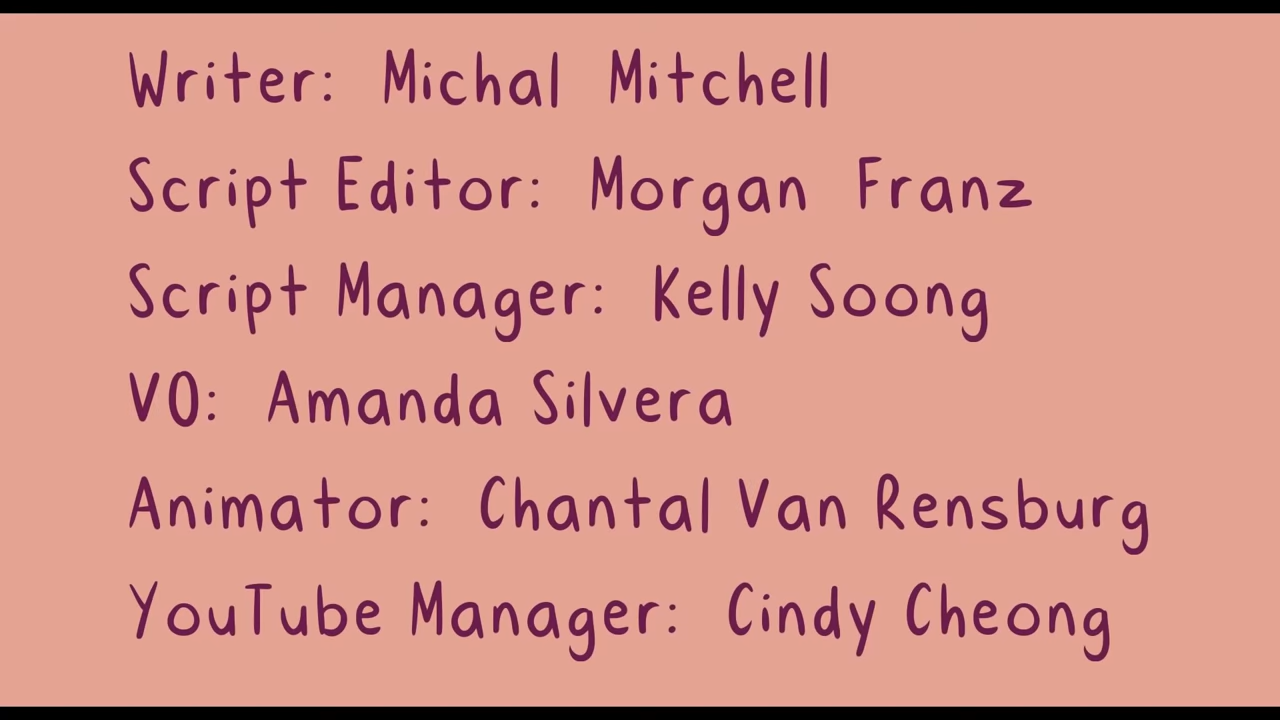 Writer: Michal Mitchell
Script Editor: Morgan Franz
Script Manager: Kelly Soong
VO: Amanda Silvera
Animator: Chantal Van Rensburg
YouTube Manager: Cindy Cheong